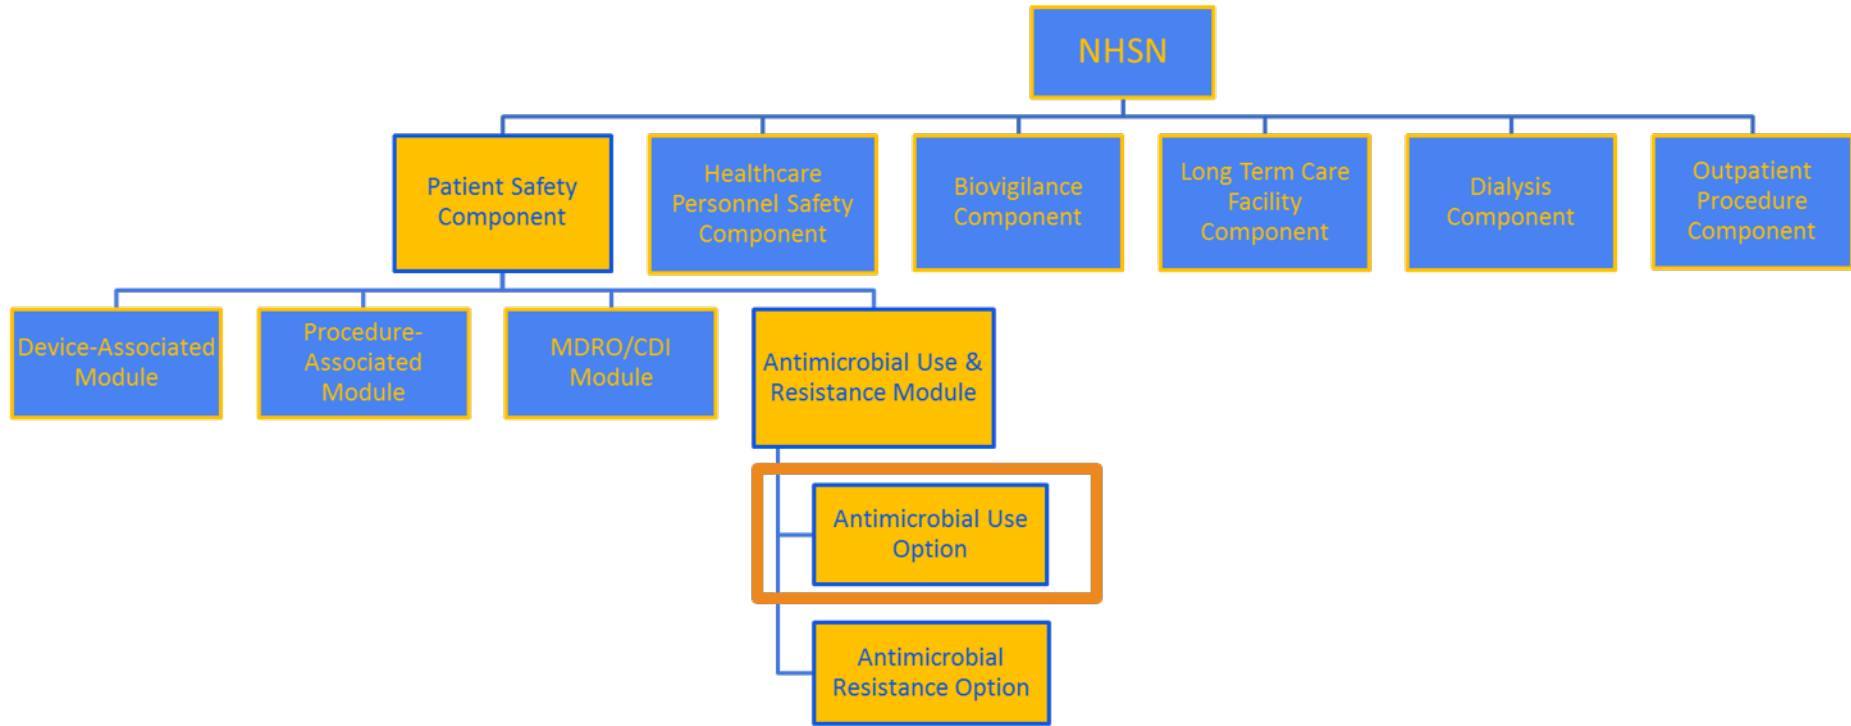 NHSN
Patient Safety
Component
Healthcare
Personnel Safety
Component
Biovigilance
Component
Long Term Care
Facility
Component
Dialysis
Component
Outpatient
Procedure
Component
Device-Associated
Module
Procedure-
Associated
Module
MDRO/CDI
Module
Antimicrobial Use &
Resistance Module
Antimicrobial Use
Option
Antimicrobial
Resistance Option